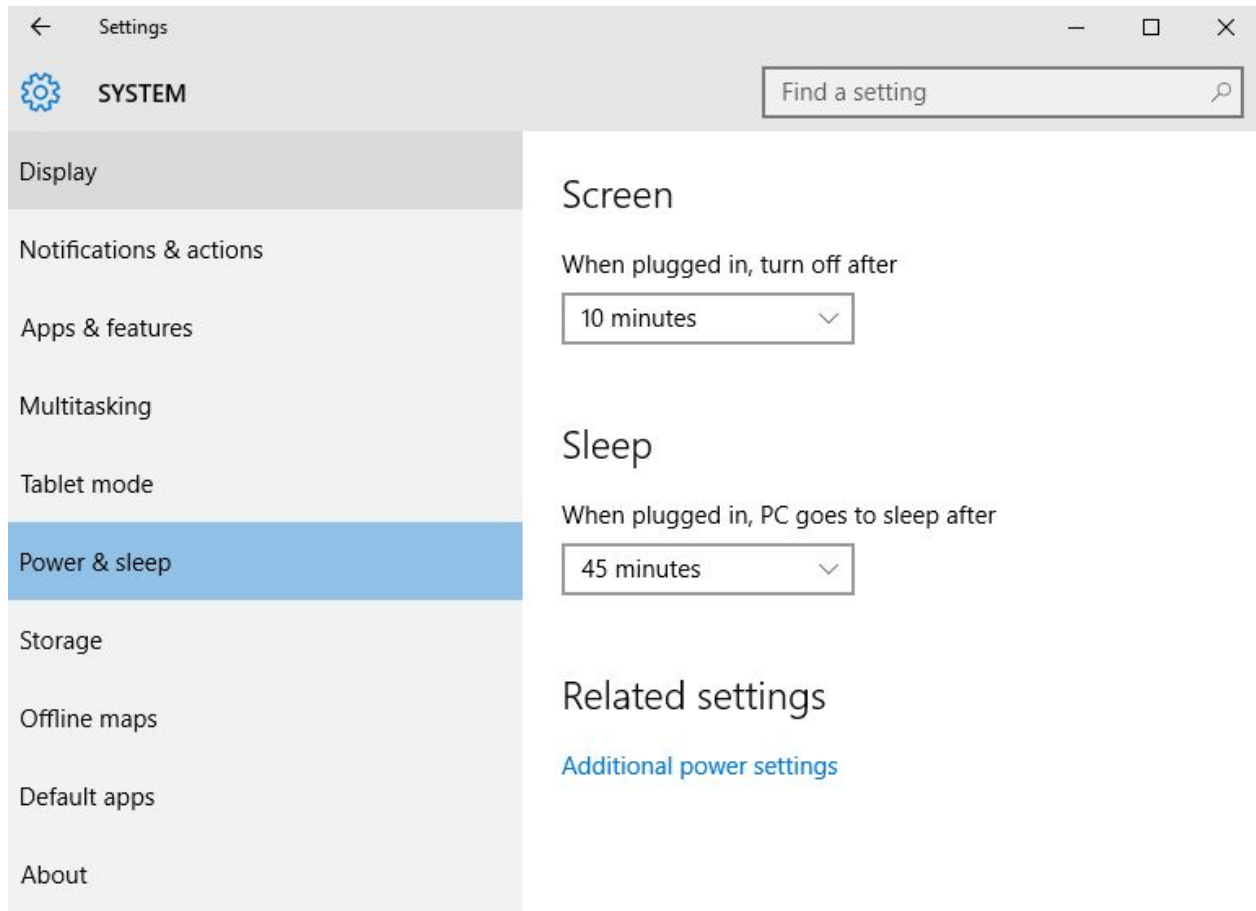 Settings
SYSTEM
Find a setting
Display
Notifications & actions
Apps & features
Multitasking
Tablet mode
Power & sleep
Storage
Offline maps
Default apps
About
Screen
When plugged in, turn off after
10 minutes
Sleep
When plugged in, PC goes to sleep after
45 minutes
Related settings
Additional power settings